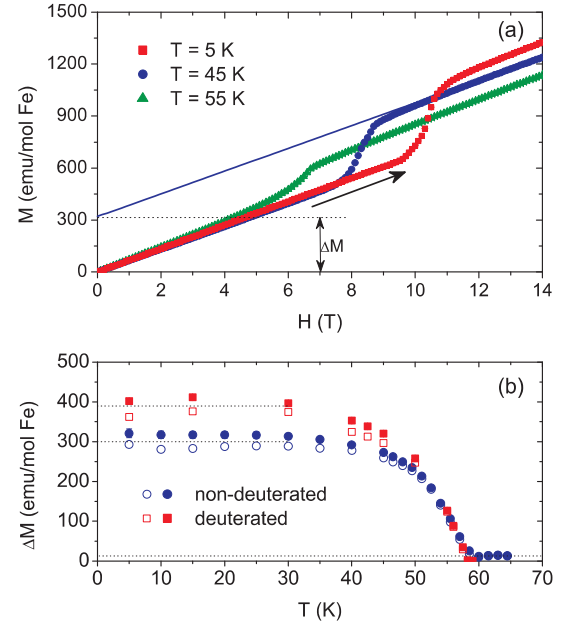 (a)
1500
1200
900
600
300
0
M (emu/mol Fe)
T = 5 K
T = 45 K
T = 55 K
ΔM
0 2 4 6 8 10 12 14
H (T)
(b)
500
400
300
200
100
0
ΔM (emu/mol Fe)
non-deuterated
deuterated
0 10 20 30 40 50 60 70
T (K)